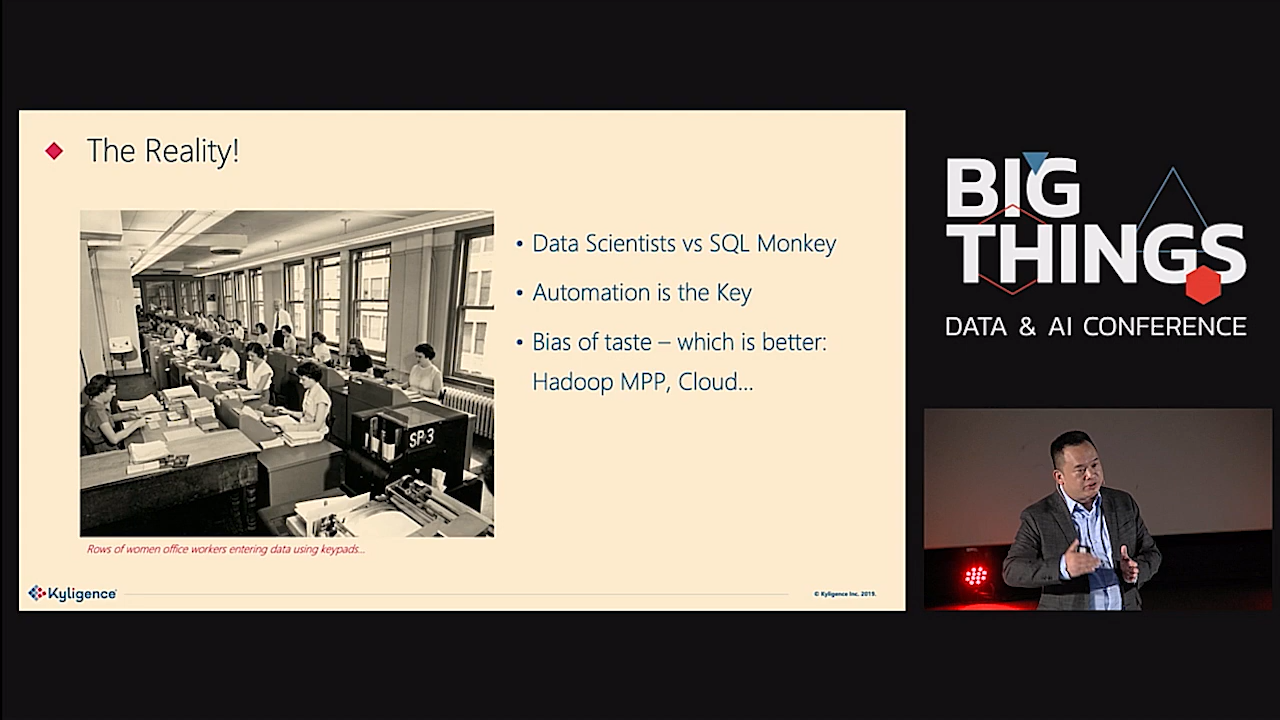 The Reality!
• Data Scientists vs SQL Monkey
• Automation is the Key
• Bias of taste – which is better:
Hadoop MPP, Cloud...
SP-3
Rows of women office workers entering data using keypads...
Kyligence
© Kyligence Inc. 2019.
BIG
THINGS
DATA & AI CONFERENCE